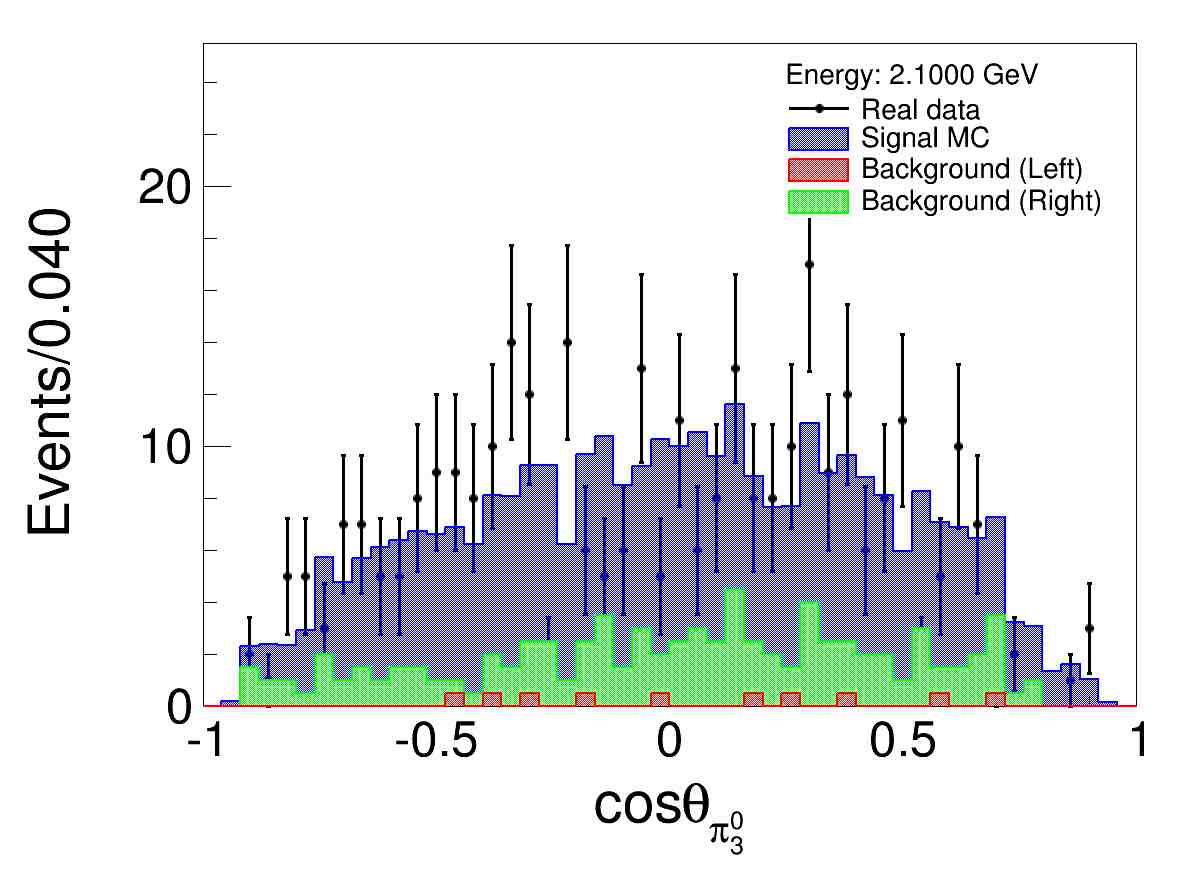 Energy: 2.1000 GeV
Real data
Signal MC
Background (Left)
Background (Right)
Events/0.040
20
10
0
-1
-0.5
0
0.5
1
cosθπ⁰₃